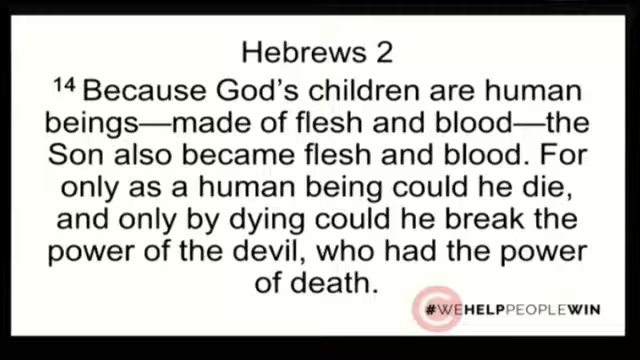 Hebrews 2
14 Because God's children are human
beings—made of flesh and blood—the
Son also became flesh and blood. For
only as a human being could he die,
and only by dying could he break the
power of the devil, who had the power
of death.
#WEHELPPEOPLEWIN